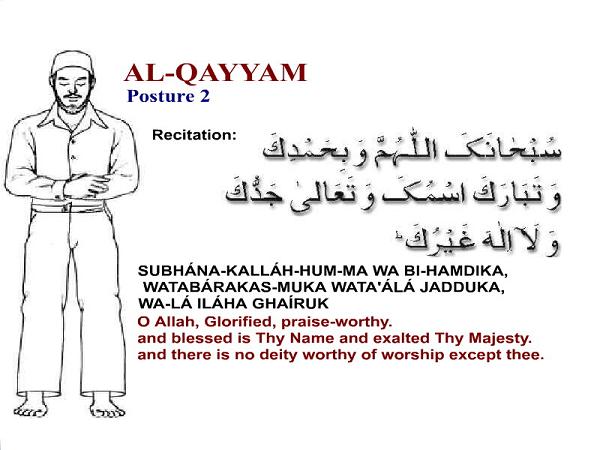 AL-QAYYAM
Posture 2
Recitation:
سُبْحَانَکَ اللّٰهُمَّ وَ بِحَمْدِكَ
وَ تَبَارَكَ اسْمُکَ وَ تَعَالیٰ جَدُّكَ
وَ لَآ اِلٰهَ غَيْرُكَ ؕ
SUBHÁNA-KALLÁH-HUM-MA WA BI-HAMDIKA,
WATABÁRAKAS-MUKA WATA'ÁLÁ JADDUKA,
WA-LÁ ILÁHA GHAÍRUK
O Allah, Glorified, praise-worthy.
and blessed is Thy Name and exalted Thy Majesty.
and there is no deity worthy of worship except thee.